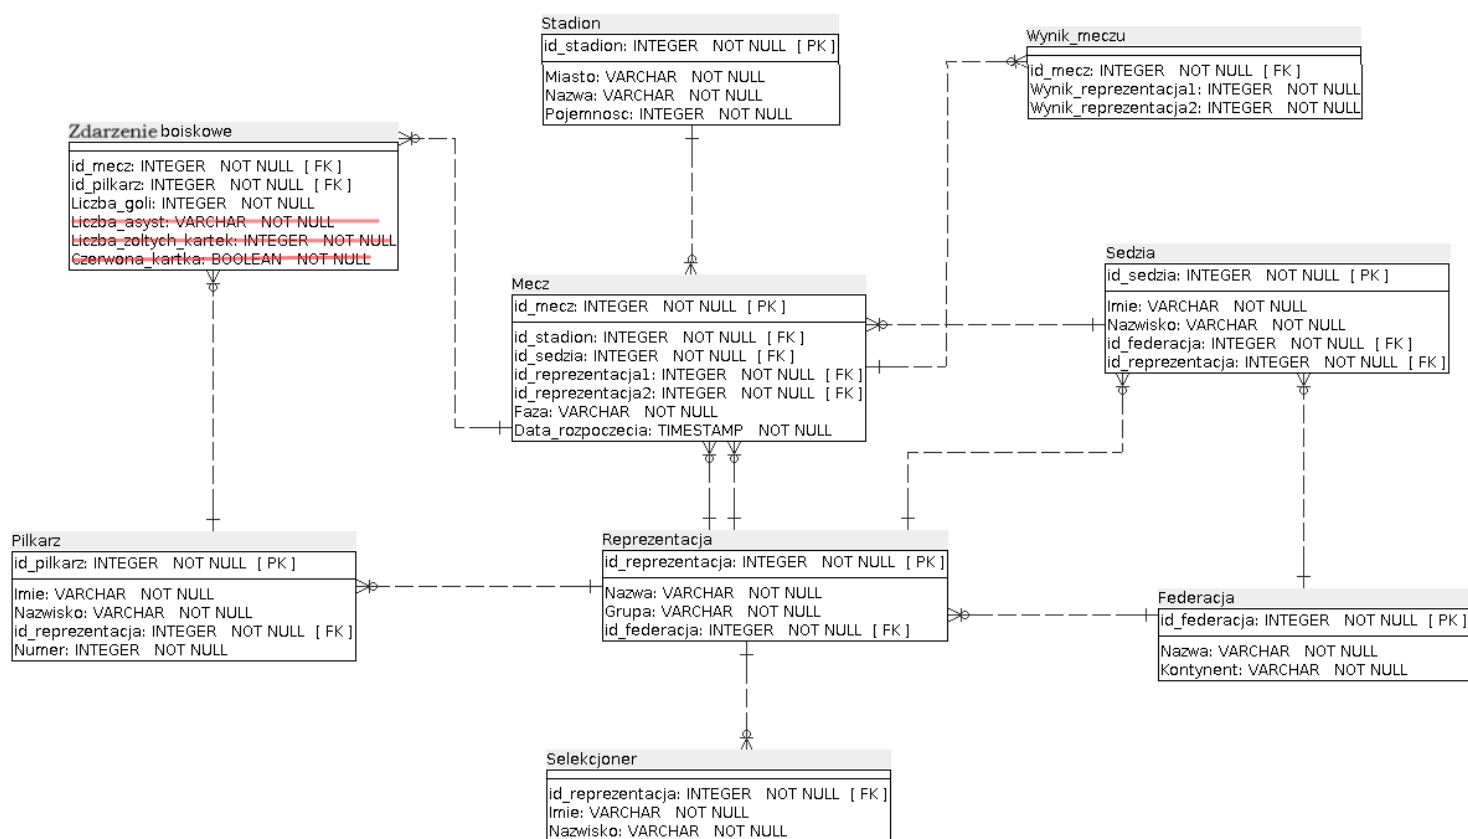 Stadion
id_stadion: INTEGER NOT NULL [ PK ]
Miasto: VARCHAR NOT NULL
Nazwa: VARCHAR NOT NULL
Pojemnosc: INTEGER NOT NULL
Wynik_meczu
id_mecz: INTEGER NOT NULL [ FK ]
Wynik_reprezentacja1: INTEGER NOT NULL
Wynik_reprezentacja2: INTEGER NOT NULL
Zdarzenie boiskowe
id_mecz: INTEGER NOT NULL [ FK ]
id_pilkarz: INTEGER NOT NULL [ FK ]
Liczba_goli: INTEGER NOT NULL
Liczba_asyst: VARCHAR NOT NULL
Liczba_zoltych_kartek: INTEGER NOT NULL
Czerwona_kartka: BOOLEAN NOT NULL
Mecz
id_mecz: INTEGER NOT NULL [ PK ]
id_stadion: INTEGER NOT NULL [ FK ]
id_sedzia: INTEGER NOT NULL [ FK ]
id_reprezentacja1: INTEGER NOT NULL [ FK ]
id_reprezentacja2: INTEGER NOT NULL [ FK ]
Faza: VARCHAR NOT NULL
Data_rozpoczecia: TIMESTAMP NOT NULL
Sedzia
id_sedzia: INTEGER NOT NULL [ PK ]
Imie: VARCHAR NOT NULL
Nazwisko: VARCHAR NOT NULL
id_federacja: INTEGER NOT NULL [ FK ]
id_reprezentacja: INTEGER NOT NULL [ FK ]
Pilkarz
id_pilkarz: INTEGER NOT NULL [ PK ]
Imie: VARCHAR NOT NULL
Nazwisko: VARCHAR NOT NULL
id_reprezentacja: INTEGER NOT NULL [ FK ]
Numer: INTEGER NOT NULL
Reprezentacja
id_reprezentacja: INTEGER NOT NULL [ PK ]
Nazwa: VARCHAR NOT NULL
Grupa: VARCHAR NOT NULL
id_federacja: INTEGER NOT NULL [ FK ]
Federacja
id_federacja: INTEGER NOT NULL [ PK ]
Nazwa: VARCHAR NOT NULL
Kontynent: VARCHAR NOT NULL
Selekcjoner
id_reprezentacja: INTEGER NOT NULL [ FK ]
Imie: VARCHAR NOT NULL
Nazwisko: VARCHAR NOT NULL